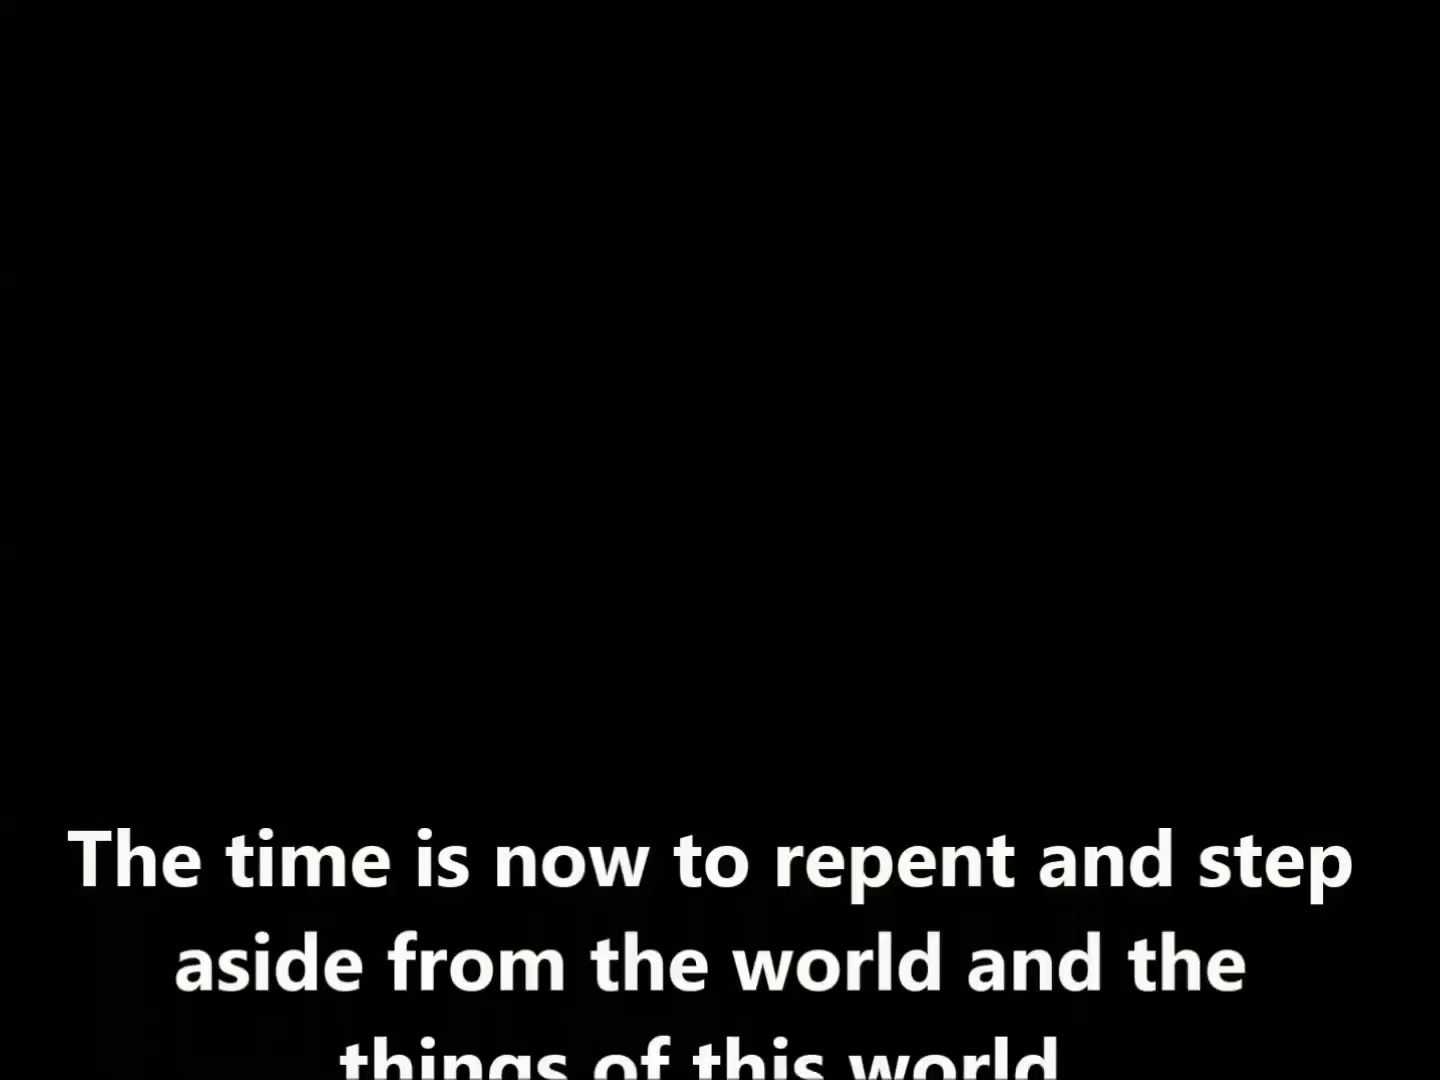 The time is now to repent and step
aside from the world and the
things of this world